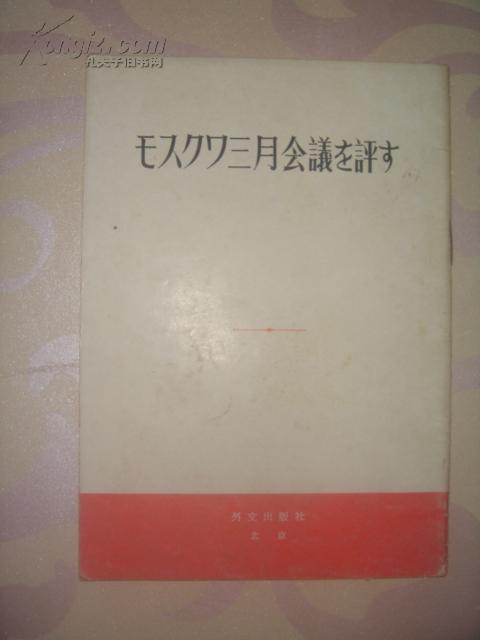 Kongfz.com
孔夫子旧书网
モスクワ三月会議を評す
外文出版社
北京